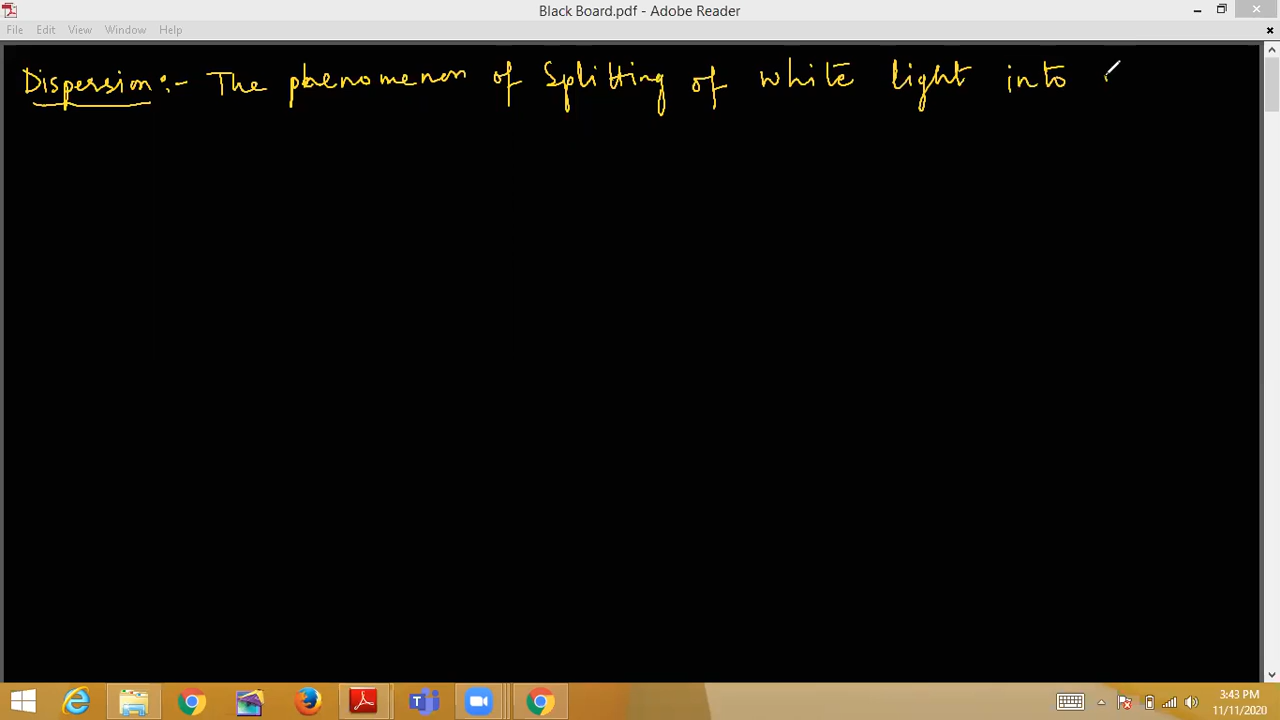 Black Board.pdf - Adobe Reader
File Edit View Window Help
Dispersion:- The phenomenon of Splitting of white light into
3:43 PM
11/11/2020